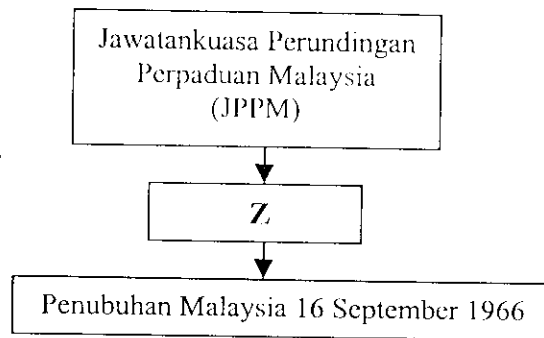 Jawatankuasa Perundingan
Perpaduan Malaysia
(JPPM)
Z
Penubuhan Malaysia 16 September 1966